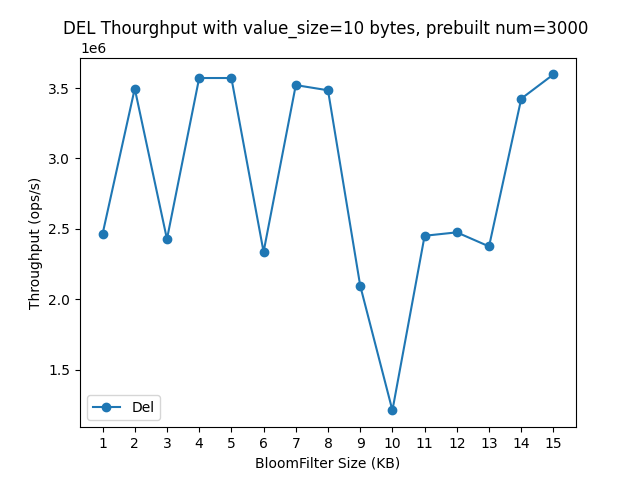 DEL Thourghput with value_size=10 bytes, prebuilt num=3000
1e6
3.5
3.0
2.5
2.0
1.5
Throughput (ops/s)
Del
1 2 3 4 5 6 7 8 9 10 11 12 13 14 15
BloomFilter Size (KB)